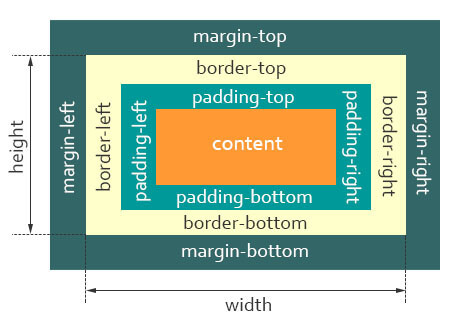 margin-top
border-top
padding-top
height
margin-left
border-left
padding-left
content
padding-right
border-right
margin-right
padding-bottom
border-bottom
margin-bottom
width